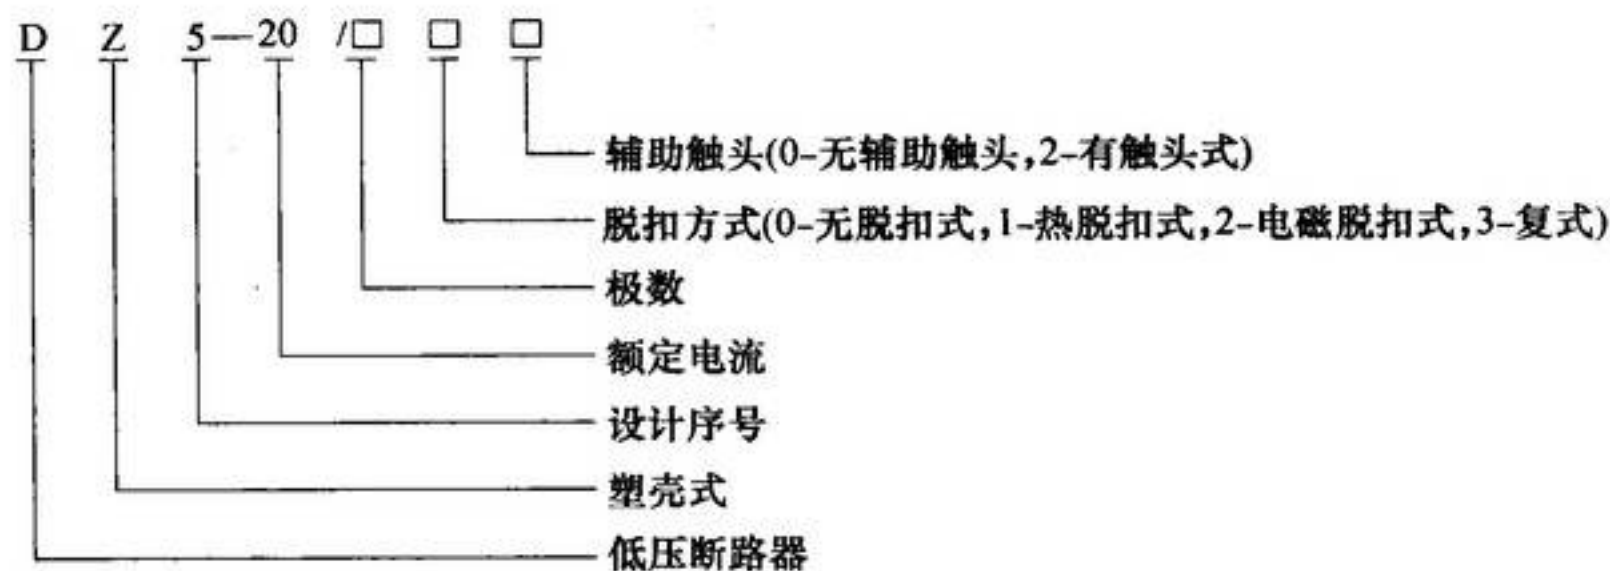 D Z 5—20 /□ □ □
辅助触头(0-无辅助触头,2-有触头式)
脱扣方式(0-无脱扣式,1-热脱扣式,2-电磁脱扣式,3-复式)
极数
额定电流
设计序号
塑壳式
低压断路器